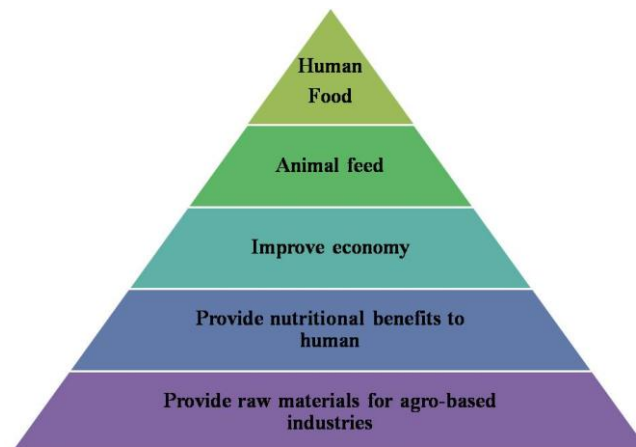 Human
Food
Animal feed
Improve economy
Provide nutritional benefits to
human
Provide raw materials for agro-based
industries